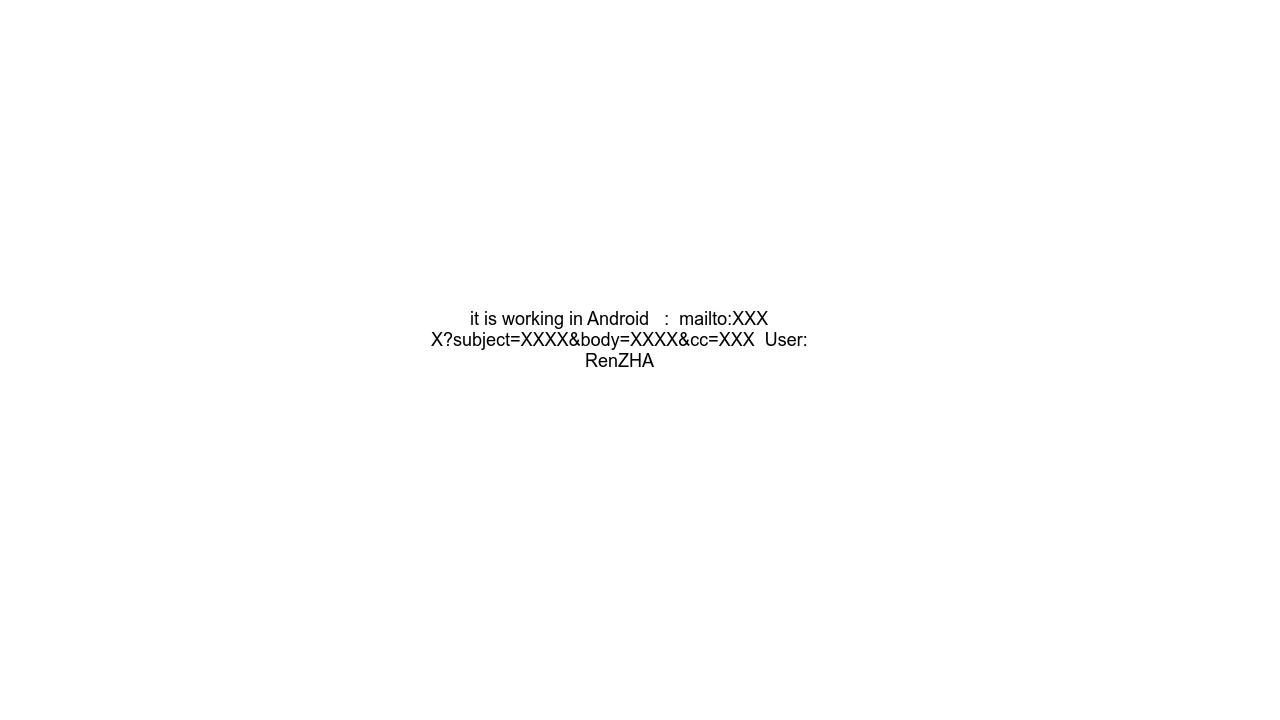 it is working in Android   :  mailto:XXX
X?subject=XXXX&body=XXXX&cc=XXX  User:
RenZHA